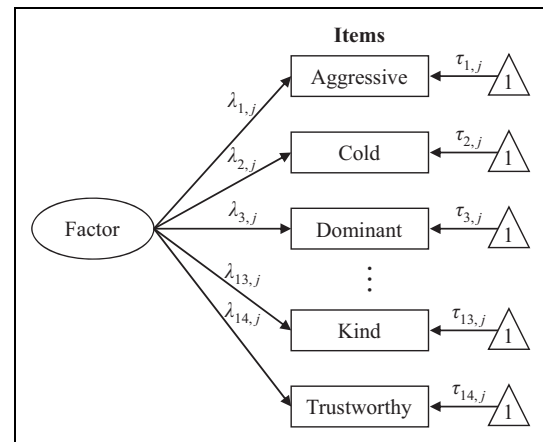 Items
Aggressive
λ1,j
τ1,j
1
Cold
λ2,j
τ2,j
1
Factor
λ3,j
Dominant
τ3,j
1
⋮
λ13,j
Kind
τ13,j
1
λ14,j
Trustworthy
τ14,j
1